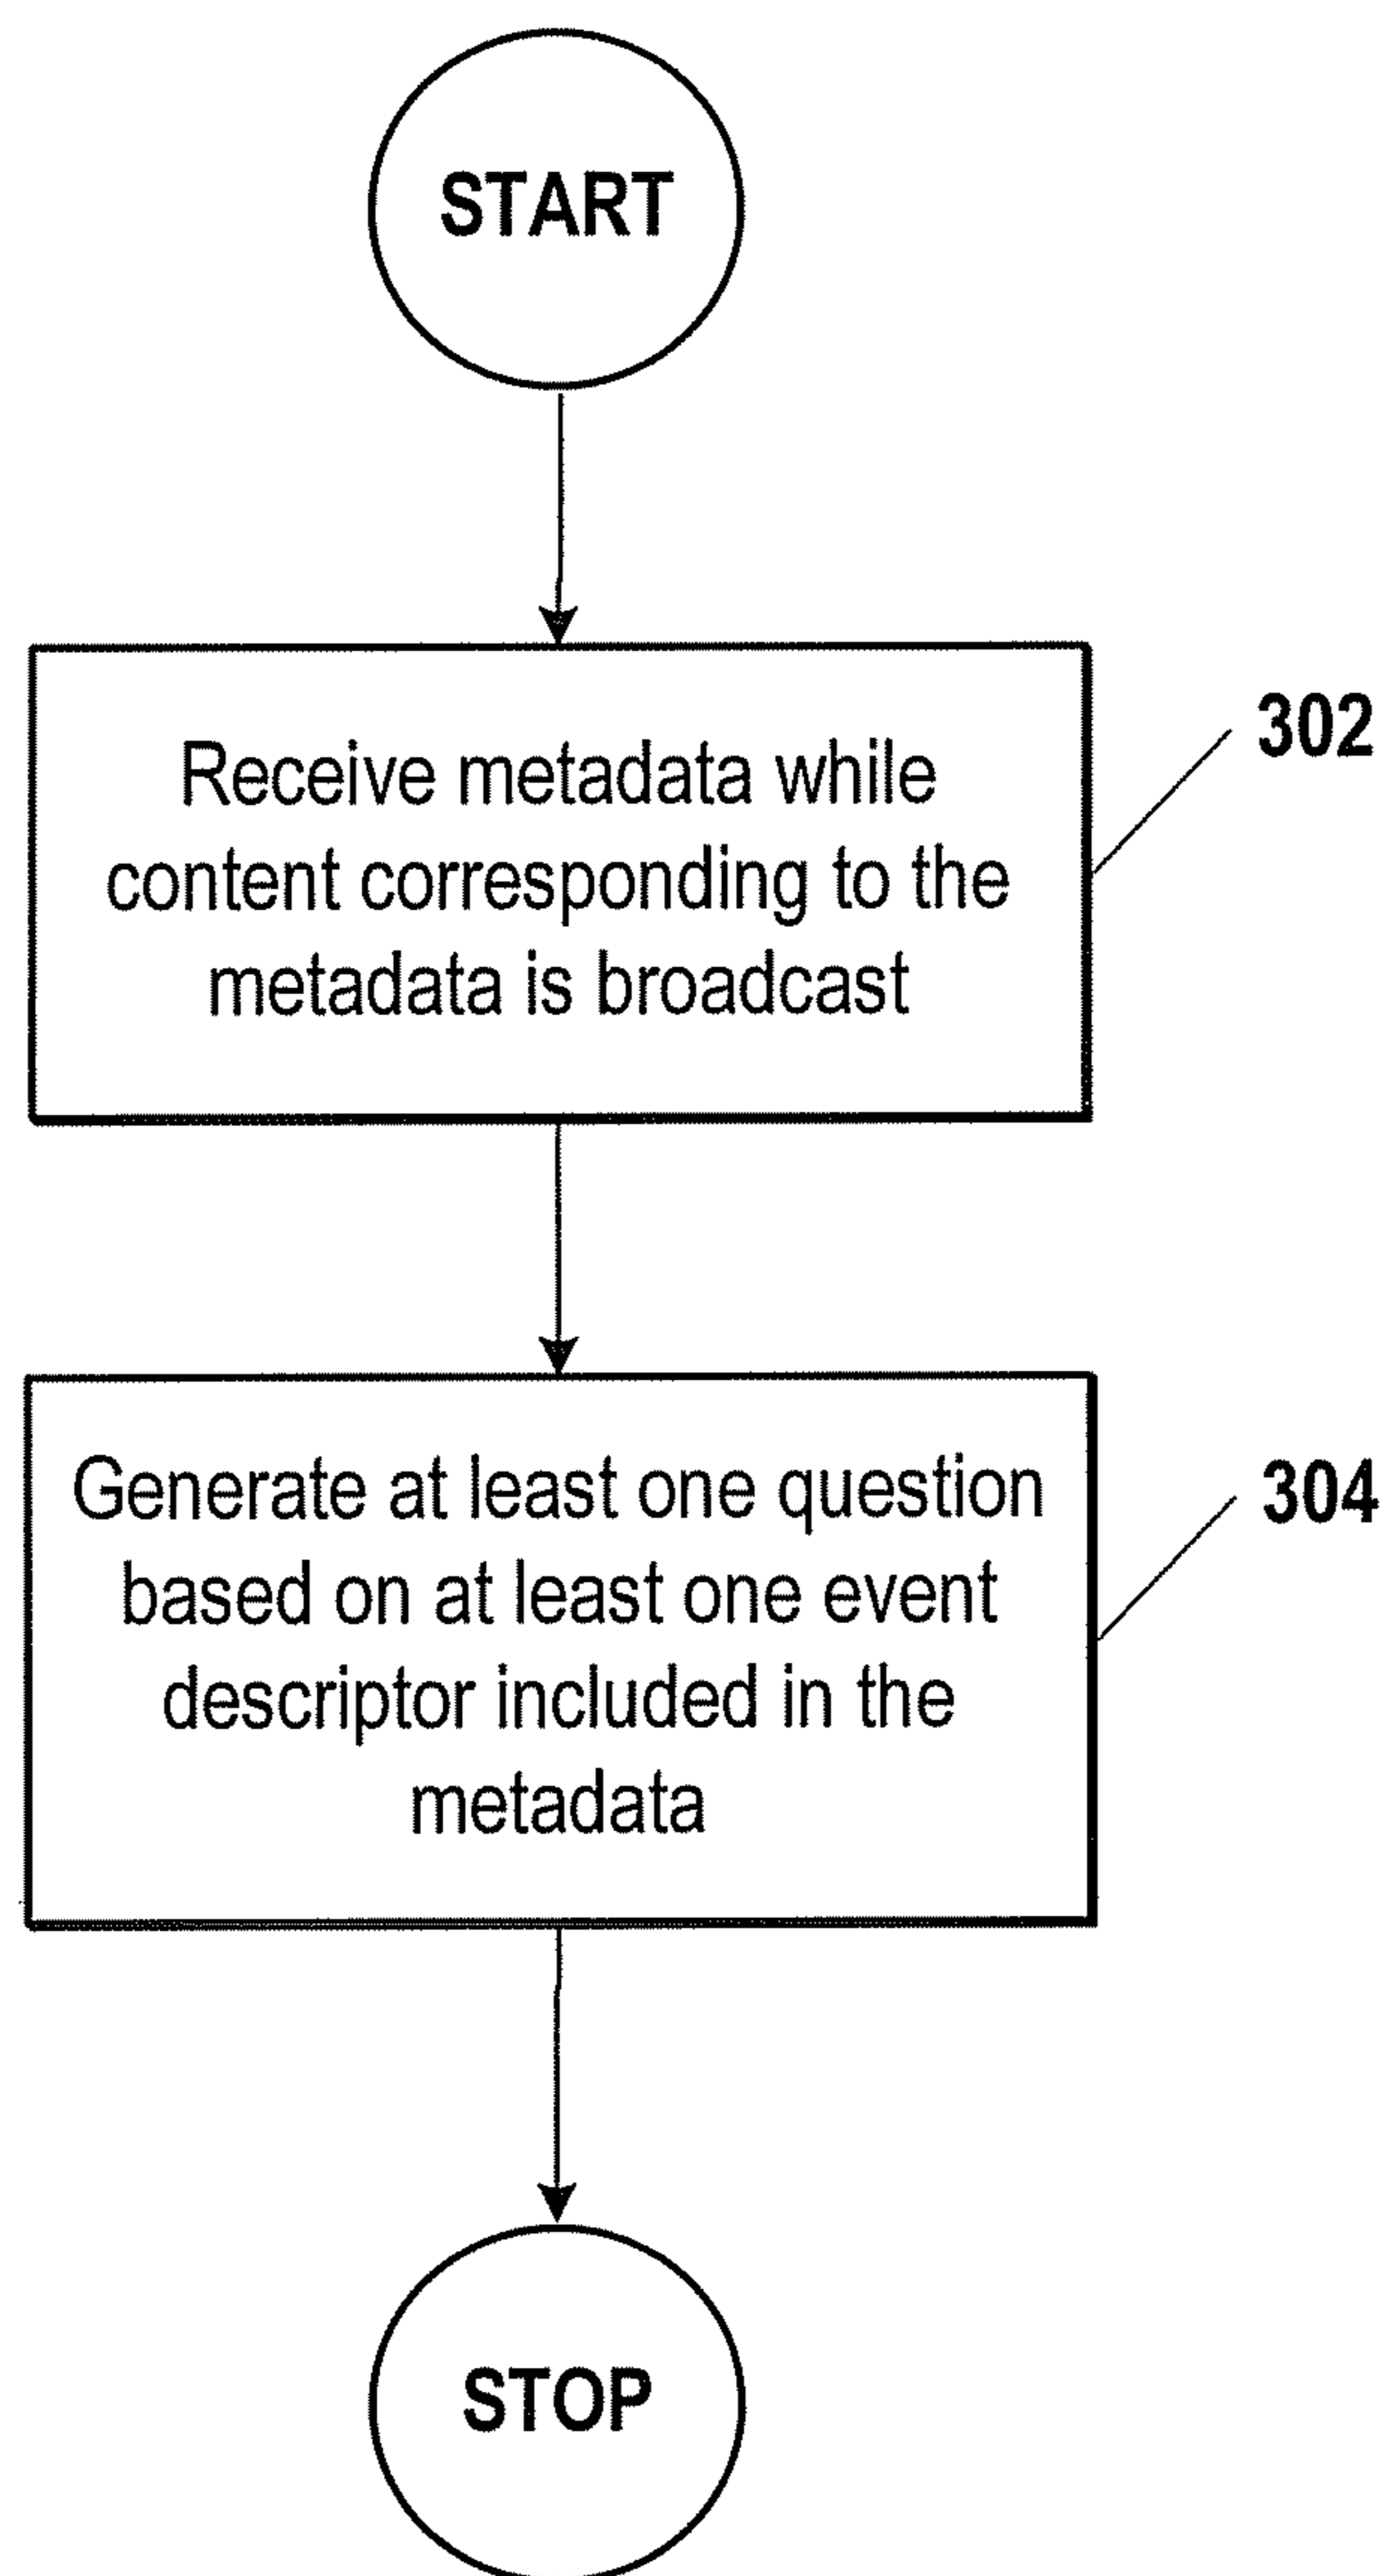 START
Receive metadata while
content corresponding to the
metadata is broadcast
302
Generate at least one question
based on at least one event
descriptor included in the
metadata
304
STOP